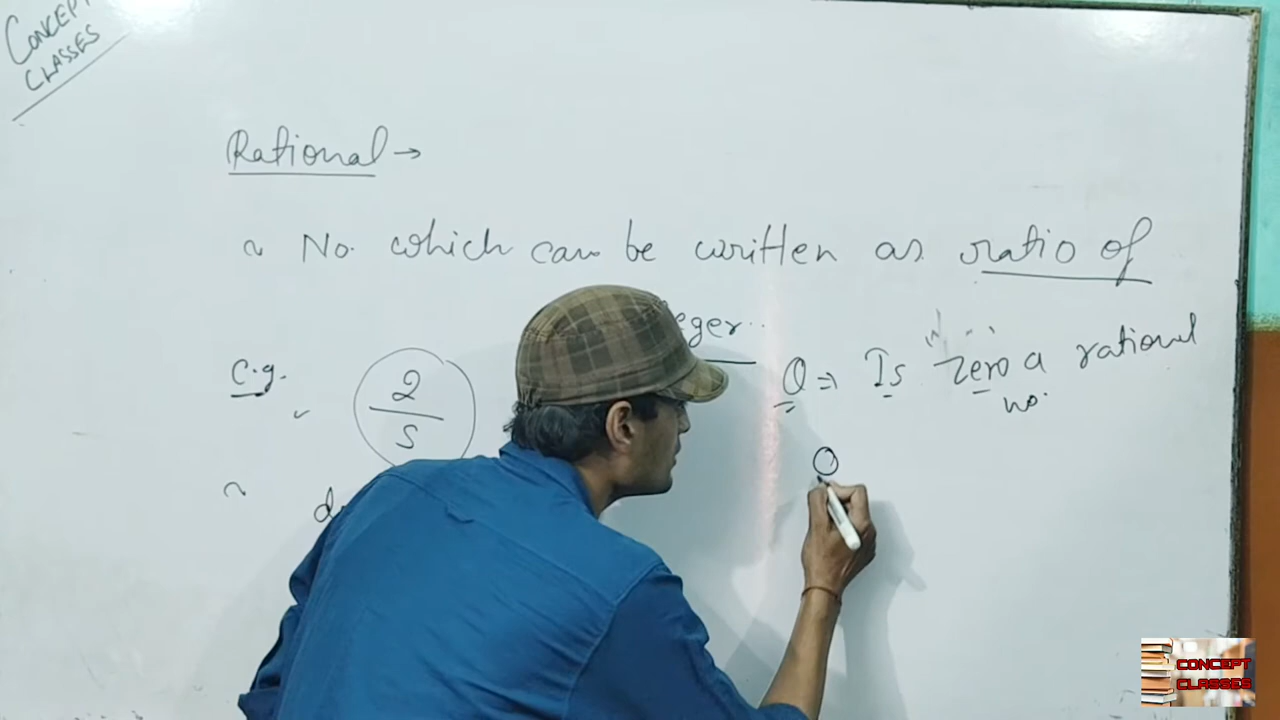 CONCEPT
CLASSES
Rational →
~ No. which can be written as ratio of
eger..
e.g.
2
5
Q ⇒ Is zero a rational
no.
0
~ d
CONCEPT
CLASSES